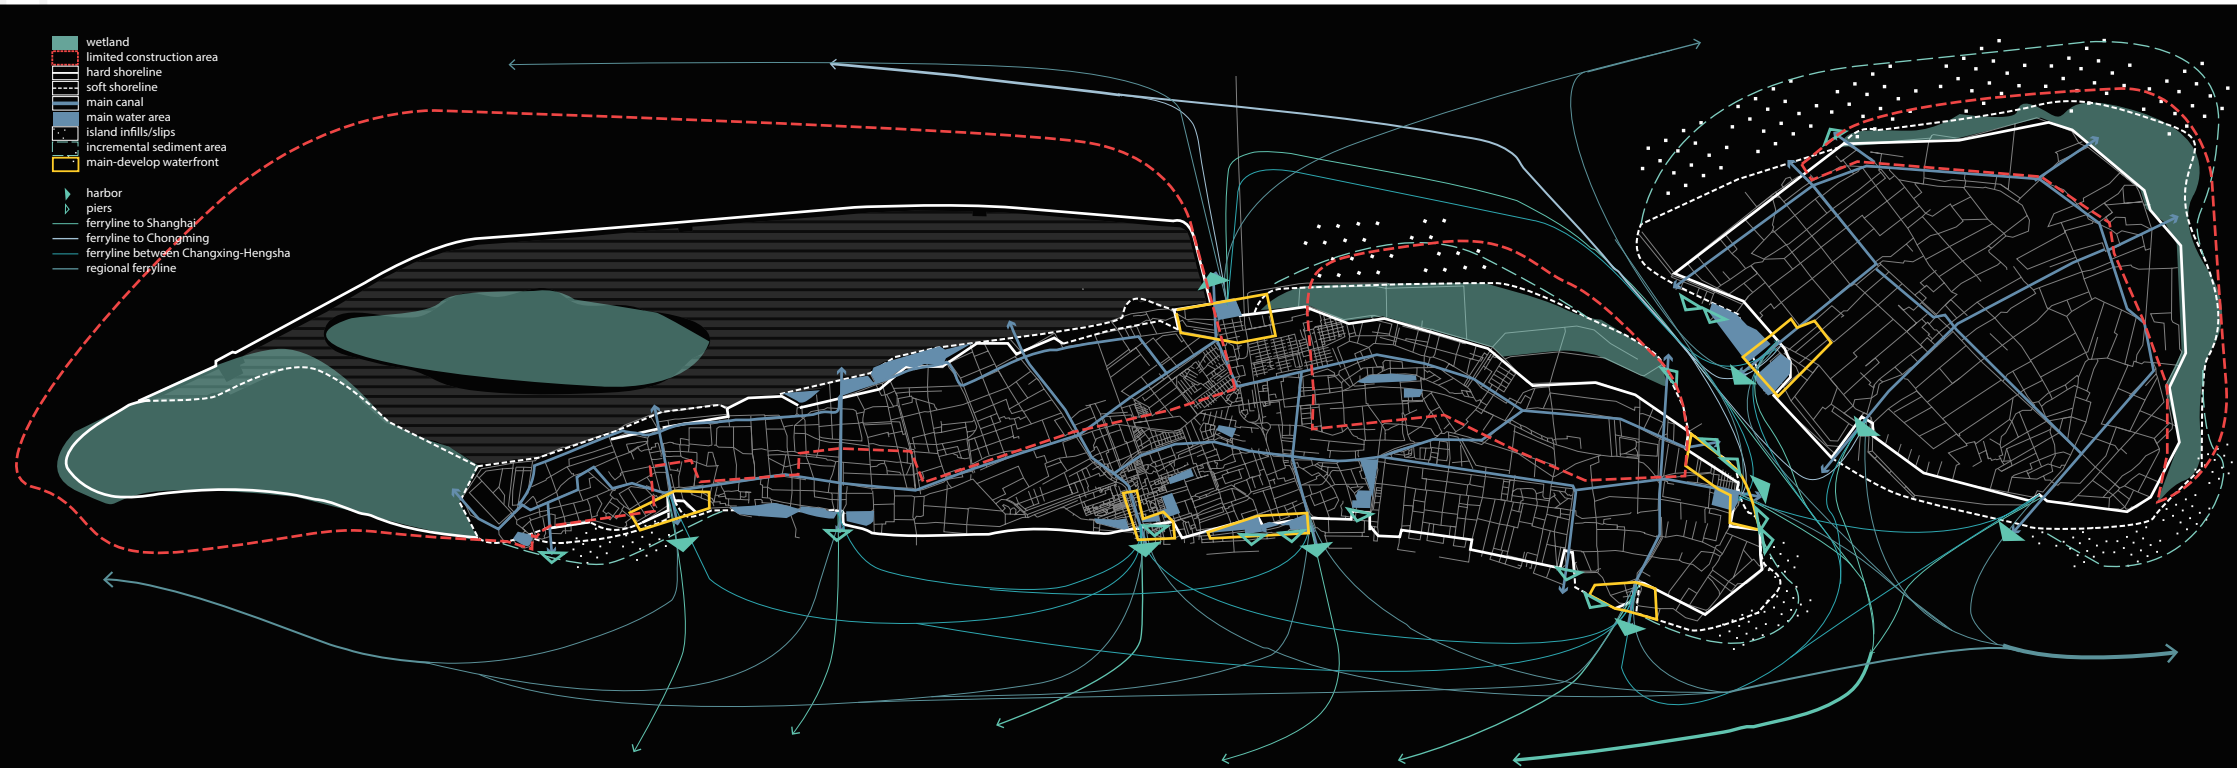 wetland
limited construction area
hard shoreline
soft shoreline
main canal
main water area
island infills/slips
incremental sediment area
main-develop waterfront
harbor
piers
ferryline to Shanghai
ferryline to Chongming
ferryline between Changxing-Hengsha
regional ferryline